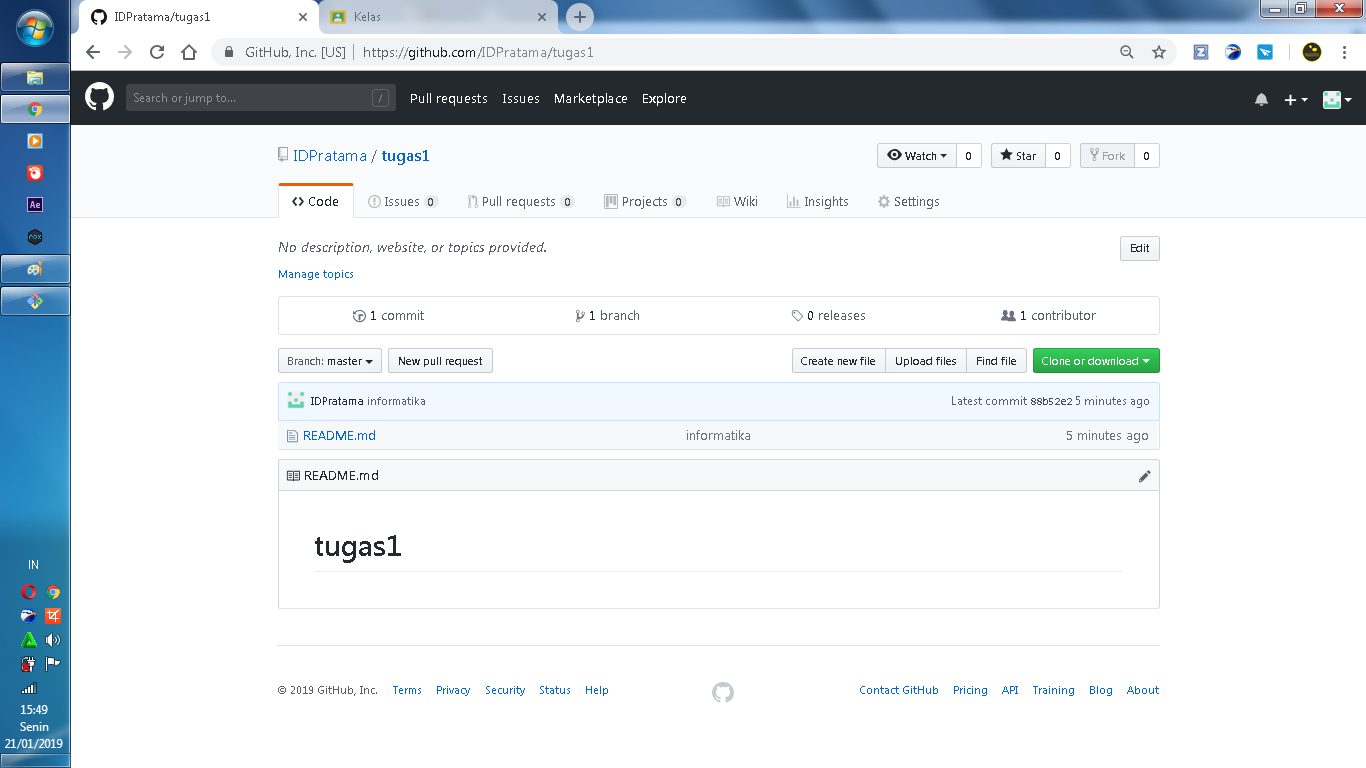 IDPratama/tugas1
Kelas
GitHub, Inc. [US] | https://github.com/IDPratama/tugas1
Search or jump to... /
Pull requests Issues Marketplace Explore
IDPratama / tugas1
Watch 0 Star 0 Fork 0
Code Issues 0 Pull requests 0 Projects 0 Wiki Insights Settings
No description, website, or topics provided.
Edit
Manage topics
1 commit 1 branch 0 releases 1 contributor
Branch: master New pull request Create new file Upload files Find file Clone or download
IDPratama informatika Latest commit 88b52e2 5 minutes ago
README.md informatika 5 minutes ago
README.md
tugas1
© 2019 GitHub, Inc. Terms Privacy Security Status Help Contact GitHub Pricing API Training Blog About
Ae
nox
IN
15:49
Senin
21/01/2019